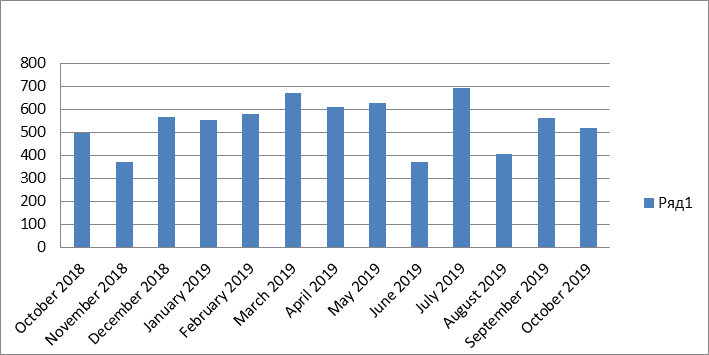 800
700
600
500
400
300
200
100
0
October 2018
November 2018
December 2018
January 2019
February 2019
March 2019
April 2019
May 2019
June 2019
July 2019
August 2019
September 2019
October 2019
Ряд1